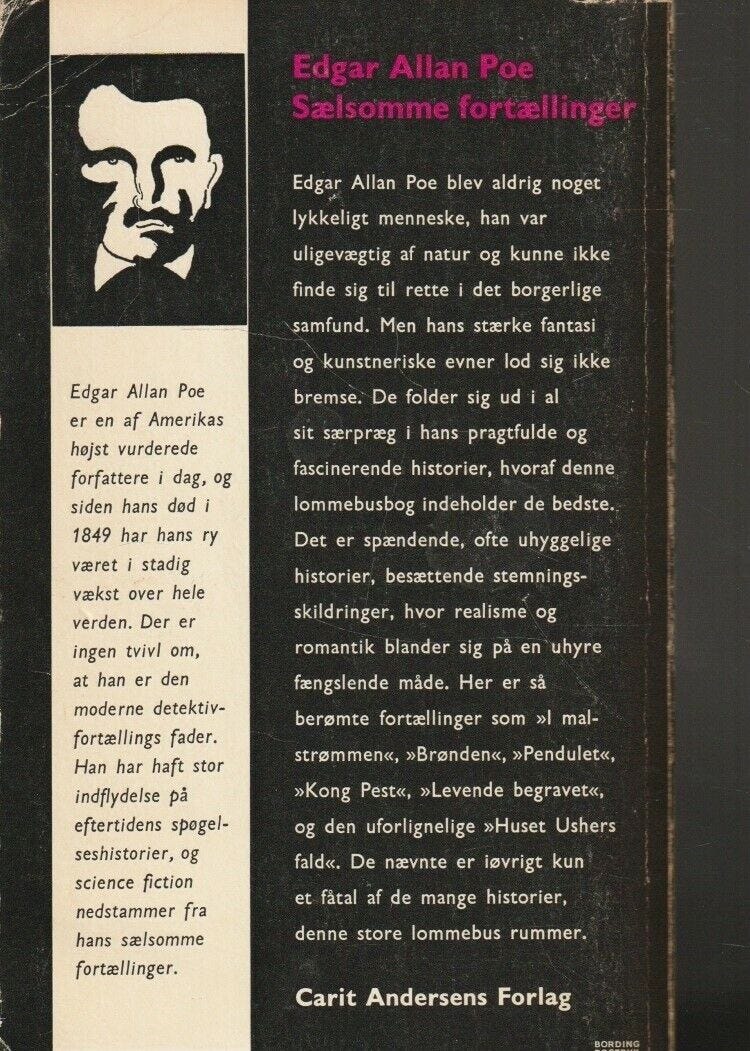 Edgar Allan Poe
Sælsomme fortællinger
Edgar Allan Poe blev aldrig noget
lykkeligt menneske, han var
uligevægtig af natur og kunne ikke
finde sig til rette i det borgerlige
samfund. Men hans stærke fantasi
og kunstneriske evner lod sig ikke
bremse. De folder sig ud i al
sit særpræg i hans pragtfulde og
fascinerende historier, hvoraf denne
lommebusbog indeholder de bedste.
Det er spændende, ofte uhyggelige
historier, besættende stemnings-
skildringer, hvor realisme og
romantik blander sig på en uhyre
fængslende måde. Her er så
berømte fortællinger som »I mal-
strømmen«, »Brønden«, »Pendulet«,
»Kong Pest«, »Levende begravet«,
og den uforlignelige »Huset Ushers
fald«. De nævnte er iøvrigt kun
et fåtal af de mange historier,
denne store lommebus rummer.
Carit Andersens Forlag
Edgar Allan Poe
er en af Amerikas
højst vurderede
forfattere i dag, og
siden hans død i
1849 har hans ry
været i stadig
vækst over hele
verden. Der er
ingen tvivl om,
at han er den
moderne detektiv-
fortællings fader.
Han har haft stor
indflydelse på
eftertidens spøgel-
seshistorier, og
science fiction
nedstammer fra
hans sælsomme
fortællinger.
BORDING